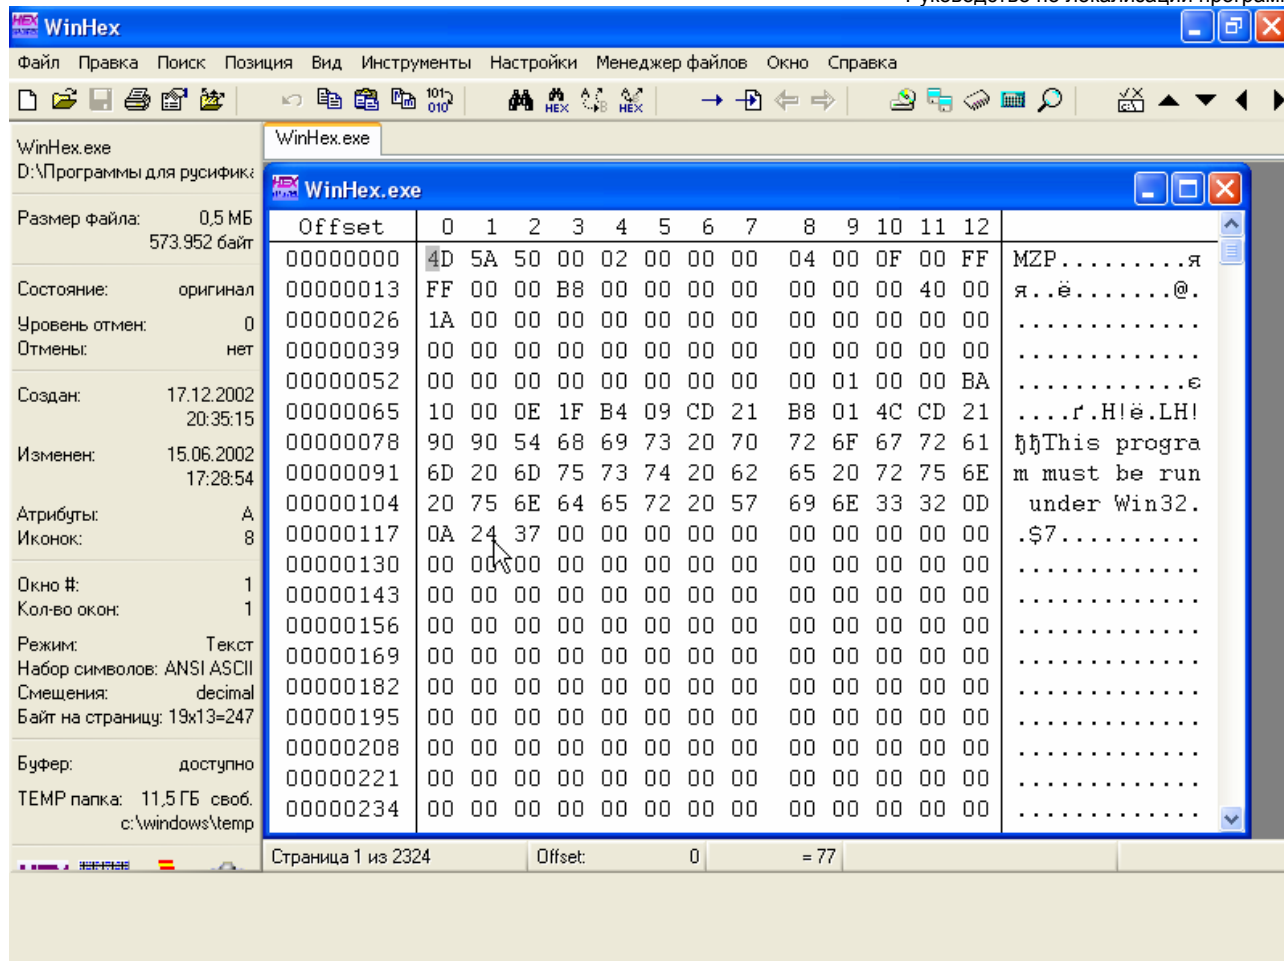 WinHex
Файл Правка Поиск Позиция Вид Инструменты Настройки Менеджер файлов Окно Справка
WinHex.exe
D:\Программы для русифик
Размер файла: 0,5 МБ
573.952 байт
Состояние: оригинал
Уровень отмен: 0
Отмены: нет
Создан: 17.12.2002
20:35:15
Изменен: 15.06.2002
17:28:54
Атрибуты: A
Иконок: 8
Окно #: 1
Кол-во окон: 1
Режим: Текст
Набор символов: ANSI ASCII
Смещения: decimal
Байт на страницу: 19x13=247
Буфер: доступно
TEMP папка: 11,5 ГБ своб.
c:\windows\temp
WinHex.exe
WinHex.exe
Offset 0 1 2 3 4 5 6 7 8 9 10 11 12
00000000 4D 5A 50 00 02 00 00 00 04 00 0F 00 FF MZP.........я
00000013 FF 00 00 B8 00 00 00 00 00 00 00 40 00 я..ё.......@.
00000026 1A 00 00 00 00 00 00 00 00 00 00 00 00 .............
00000039 00 00 00 00 00 00 00 00 00 00 00 00 00 .............
00000052 00 00 00 00 00 00 00 00 00 01 00 00 BA ............є
00000065 10 00 0E 1F B4 09 CD 21 B8 01 4C CD 21 ....ґ.Н!ё.LН!
00000078 90 90 54 68 69 73 20 70 72 6F 67 72 61 ђђThis progra
00000091 6D 20 6D 75 73 74 20 62 65 20 72 75 6E m must be run
00000104 20 75 6E 64 65 72 20 57 69 6E 33 32 0D under Win32.
00000117 0A 24 37 00 00 00 00 00 00 00 00 00 00 .$7..........
00000130 00 00 00 00 00 00 00 00 00 00 00 00 00 .............
00000143 00 00 00 00 00 00 00 00 00 00 00 00 00 .............
00000156 00 00 00 00 00 00 00 00 00 00 00 00 00 .............
00000169 00 00 00 00 00 00 00 00 00 00 00 00 00 .............
00000182 00 00 00 00 00 00 00 00 00 00 00 00 00 .............
00000195 00 00 00 00 00 00 00 00 00 00 00 00 00 .............
00000208 00 00 00 00 00 00 00 00 00 00 00 00 00 .............
00000221 00 00 00 00 00 00 00 00 00 00 00 00 00 .............
00000234 00 00 00 00 00 00 00 00 00 00 00 00 00 .............
Страница 1 из 2324 Offset: 0 = 77